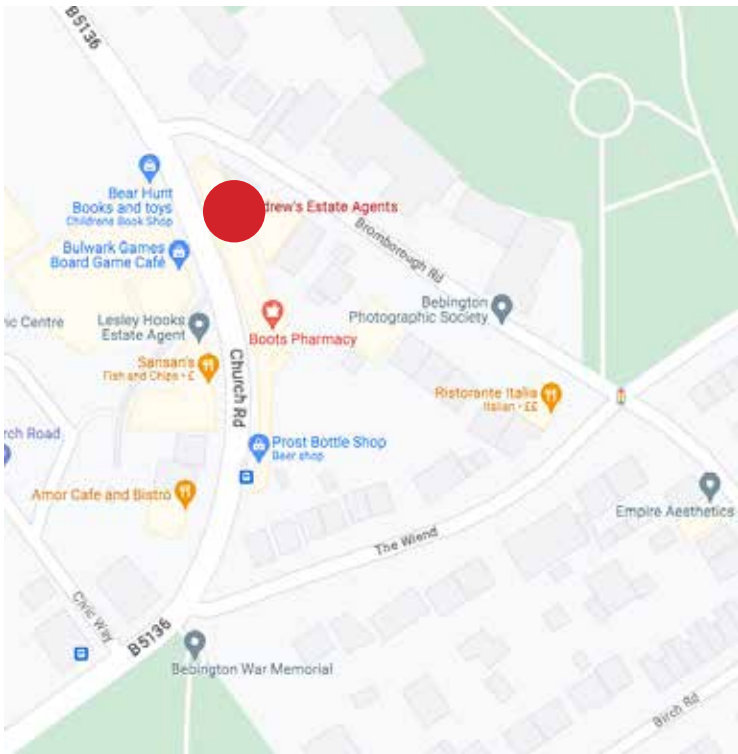 B5136
Bear Hunt
Books and toys
Childrens Book Shop
drew's Estate Agents
Bulwark Games
Board Game Café
Bromborough Rd
Bebington
Photographic Society
Centre
Lesley Hooks
Estate Agent
Boots Pharmacy
Sansan's
Fish and Chips · £
Church Rd
Ristorante Italia
Italian · ££
Road
Prost Bottle Shop
Beer shop
Amor Cafe and Bistro
Empire Aesthetics
The Wiend
Civic Way
B5136
Bebington War Memorial
Birch Rd